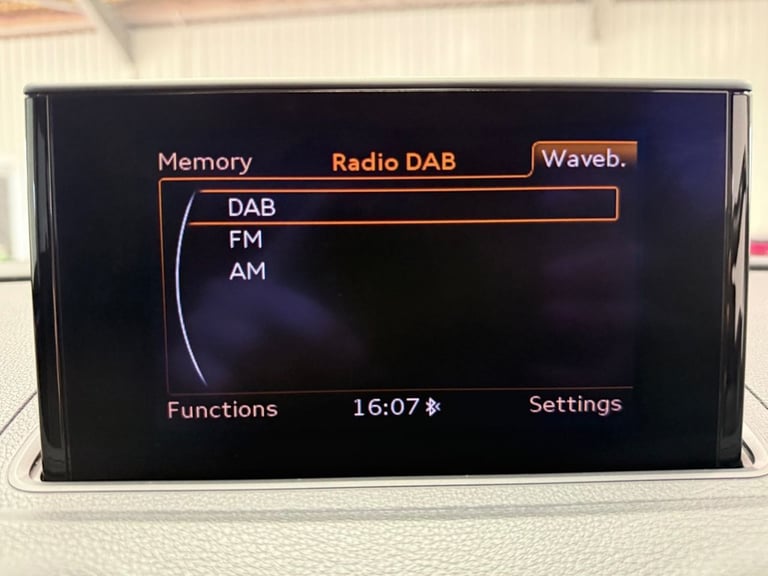 Memory Radio DAB Waveb.
DAB
FM
AM
Functions 16:07 Settings